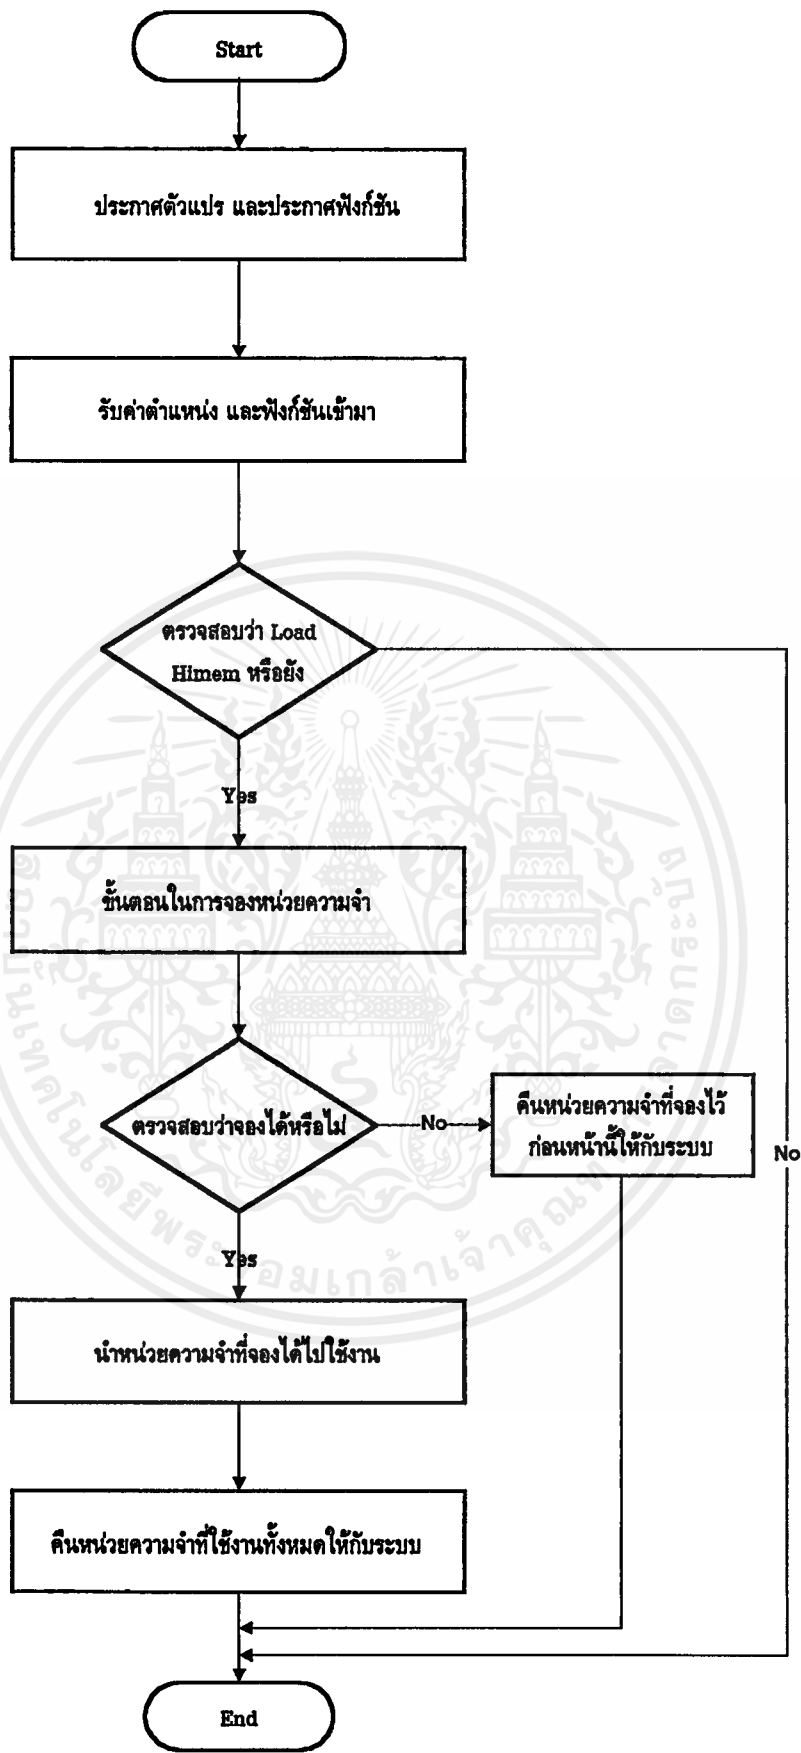 Start
ประกาศตัวแปร และประกาศฟังก์ชัน
รับค่าตำแหน่ง และฟังก์ชันเข้ามา
ตรวจสอบว่า Load
Himem หรือยัง
Yes
ขั้นตอนในการจองหน่วยความจำ
ตรวจสอบว่าจองได้หรือไม่
No
คืนหน่วยความจำที่จองไว้
ก่อนหน้านี้ให้กับระบบ
No
Yes
นำหน่วยความจำที่จองได้ไปใช้งาน
คืนหน่วยความจำที่ใช้งานทั้งหมดให้กับระบบ
End